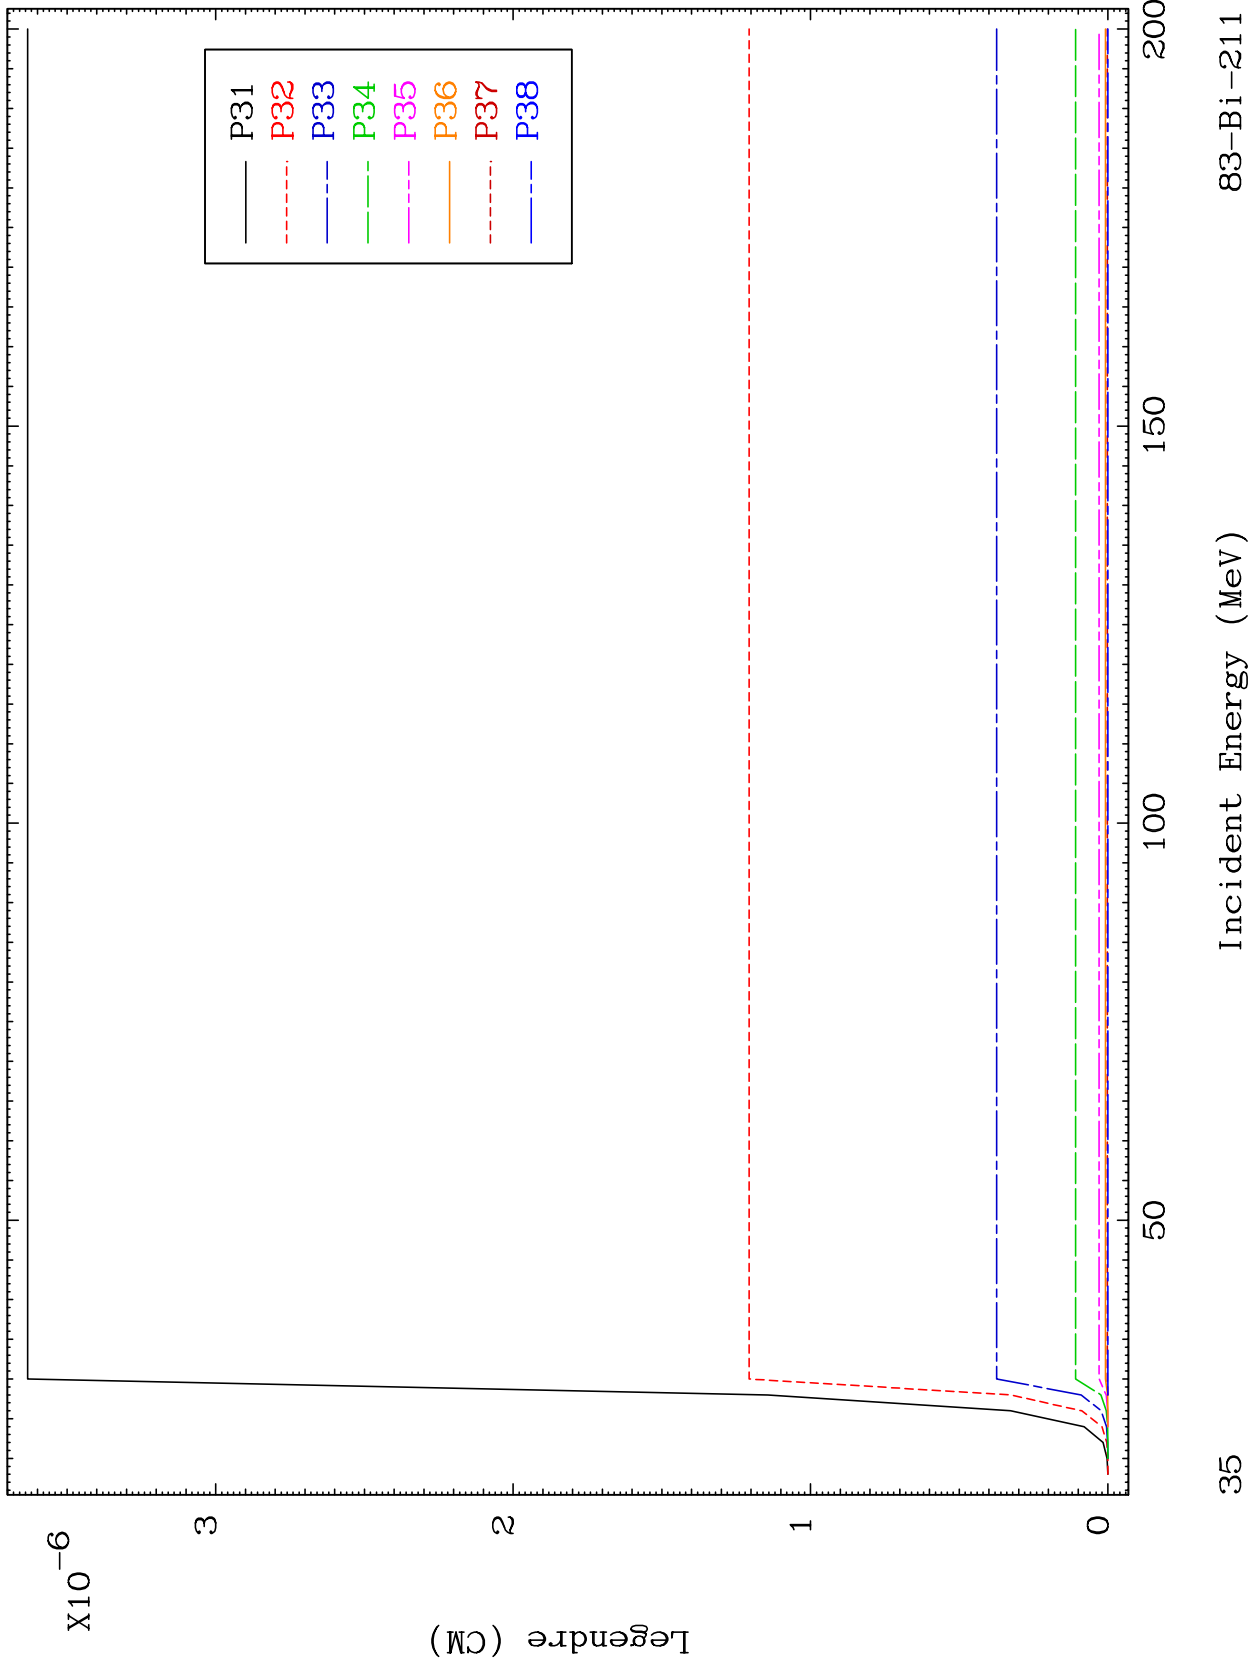 X10-6
3
2
1
0
Legendre (CM)
P31
P32
P33
P34
P35
P36
P37
P38
50
100
150
200
35
Incident Energy (MeV)
83-Bi-211